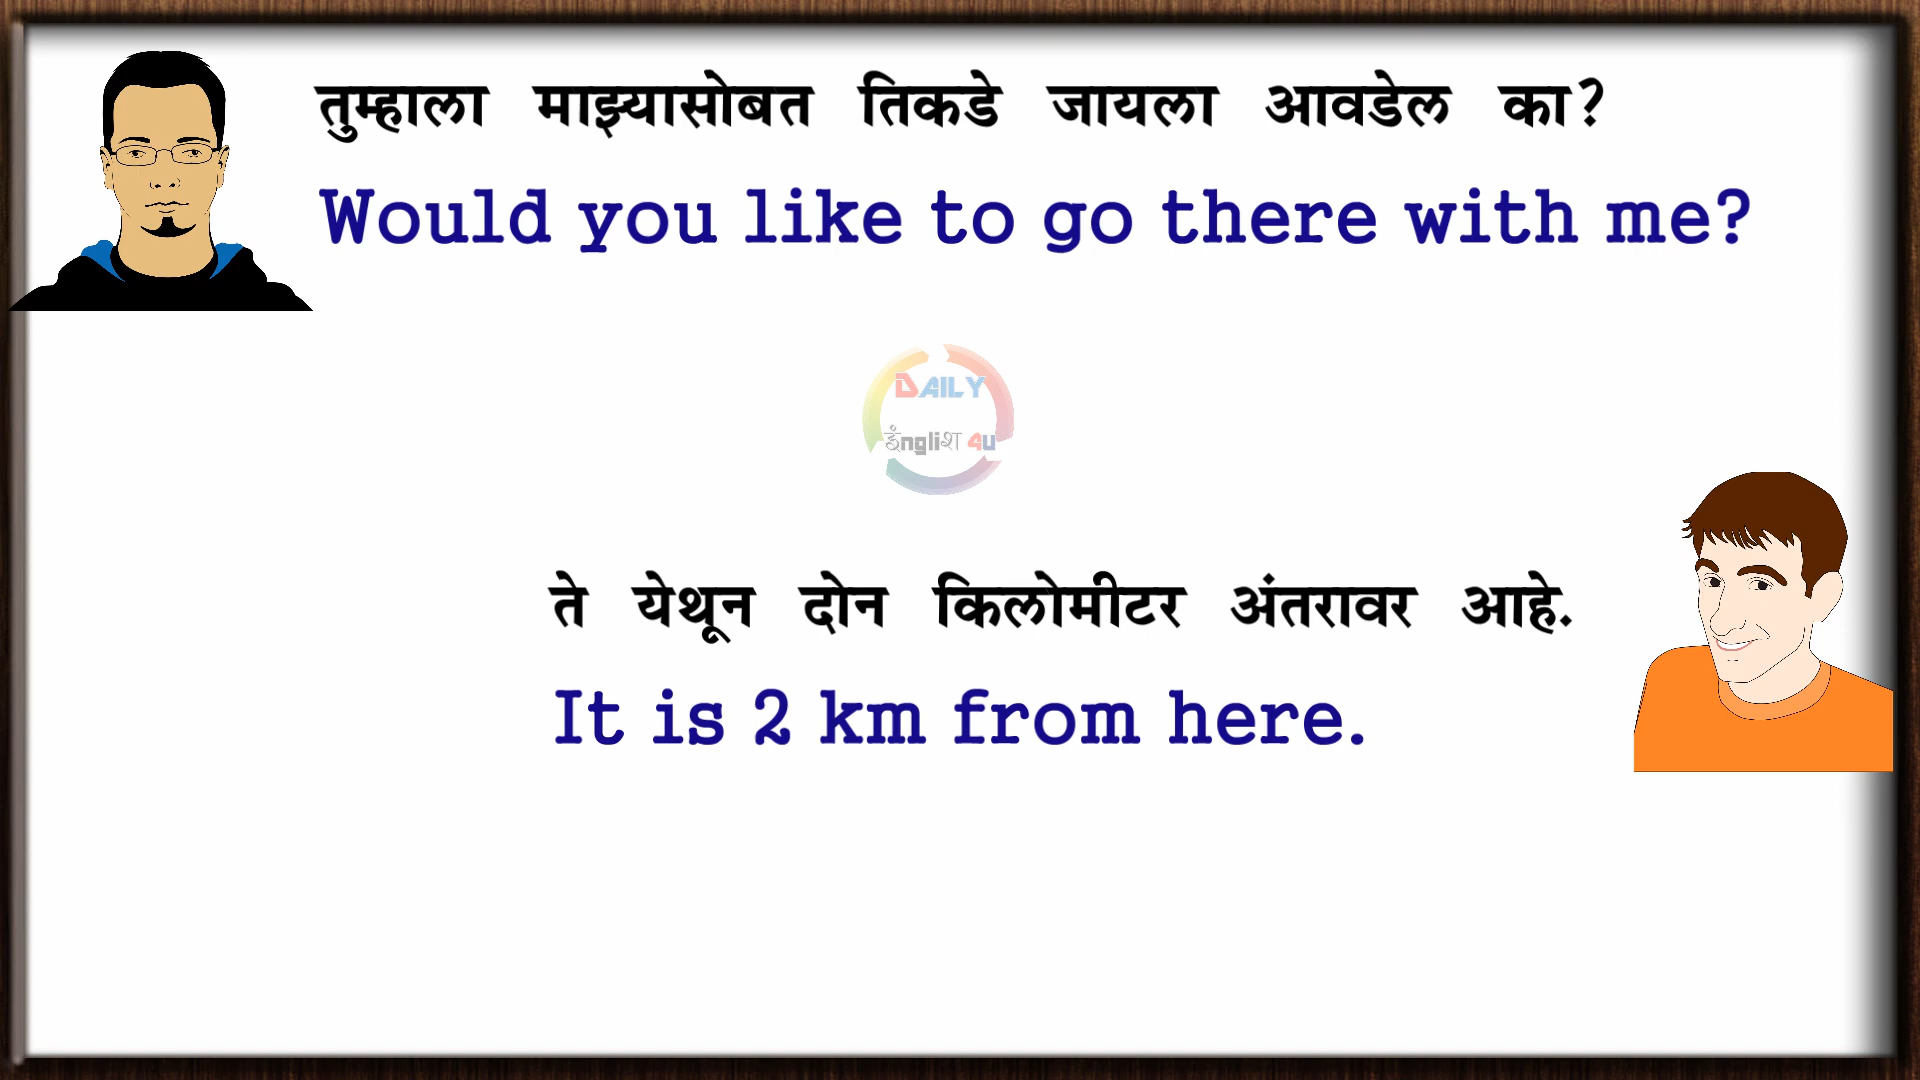 तुम्हाला माझ्यासोबत तिकडे जायला आवडेल का?
Would you like to go there with me?
DAILY
इंngliश 4u
ते येथून दोन किलोमीटर अंतरावर आहे.
It is 2 km from here.